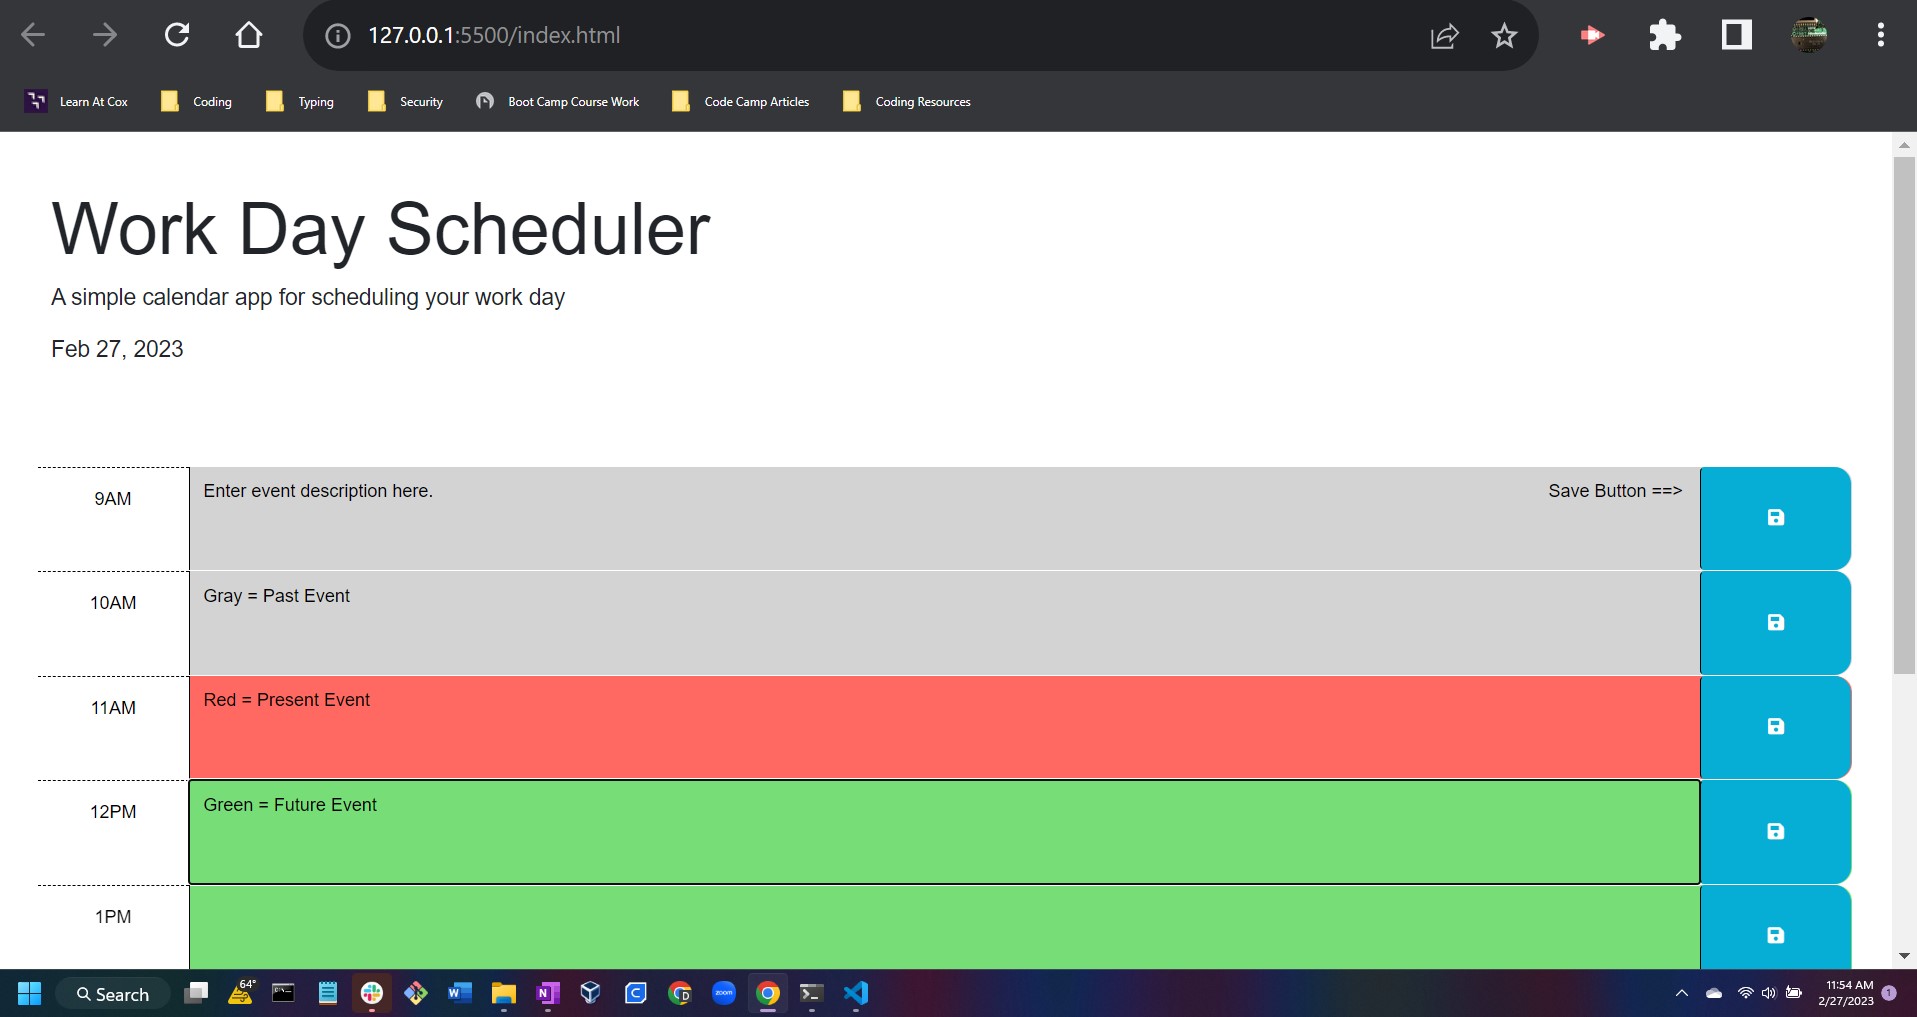 127.0.0.1:5500/index.html
Learn At Cox Coding Typing Security Boot Camp Course Work Code Camp Articles Coding Resources
Work Day Scheduler
A simple calendar app for scheduling your work day
Feb 27, 2023
9AM Enter event description here. Save Button ==>
10AM Gray = Past Event
11AM Red = Present Event
12PM Green = Future Event
1PM
Search 64° zoom 11:54 AM
2/27/2023 1